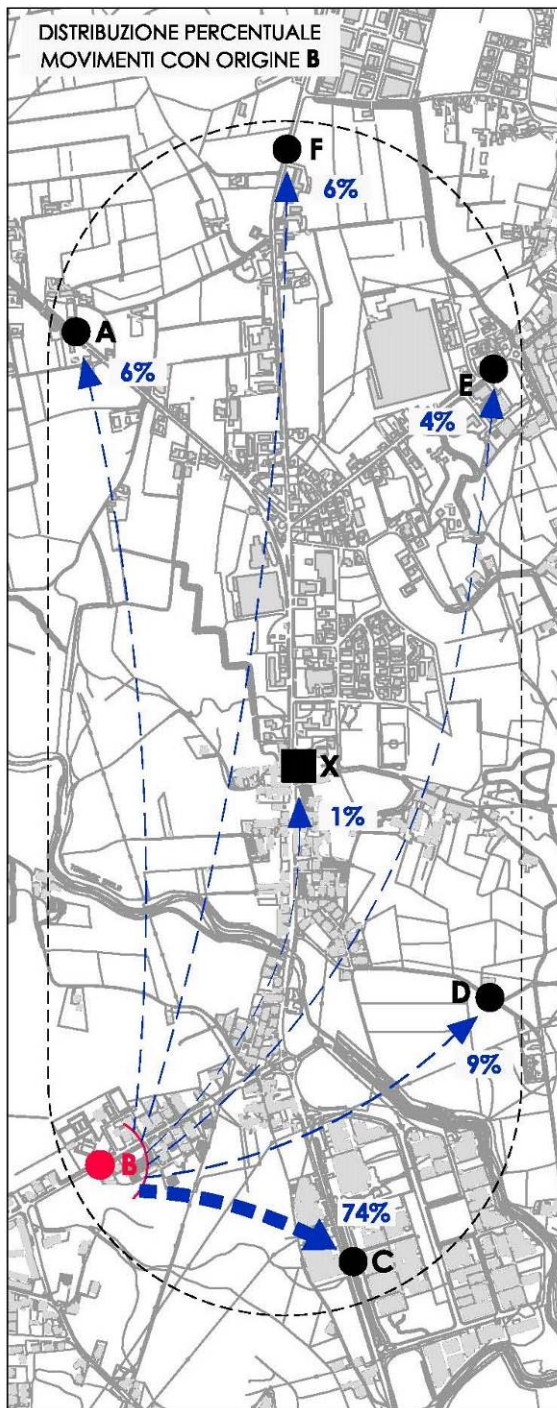 DISTRIBUZIONE PERCENTUALE
MOVIMENTI CON ORIGINE B
F
6%
A
6%
E
4%
X
1%
D
9%
B
74%
C